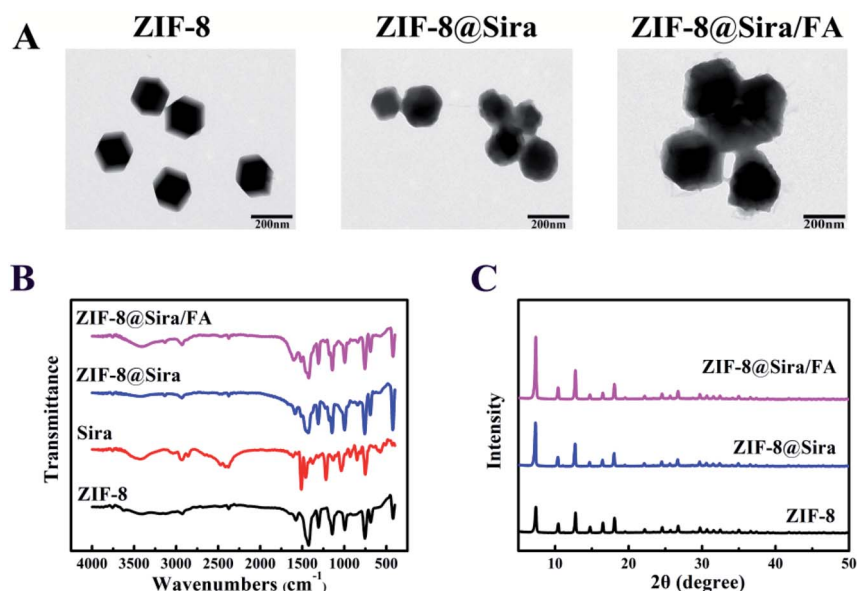 A
ZIF-8
ZIF-8@Sira
ZIF-8@Sira/FA
200nm
200nm
200nm
B
ZIF-8@Sira/FA
ZIF-8@Sira
Sira
ZIF-8
Transmittance
4000 3500 3000 2500 2000 1500 1000 500
Wavenumbers (cm⁻¹)
C
ZIF-8@Sira/FA
ZIF-8@Sira
ZIF-8
Intensity
10 20 30 40 50
2θ (degree)